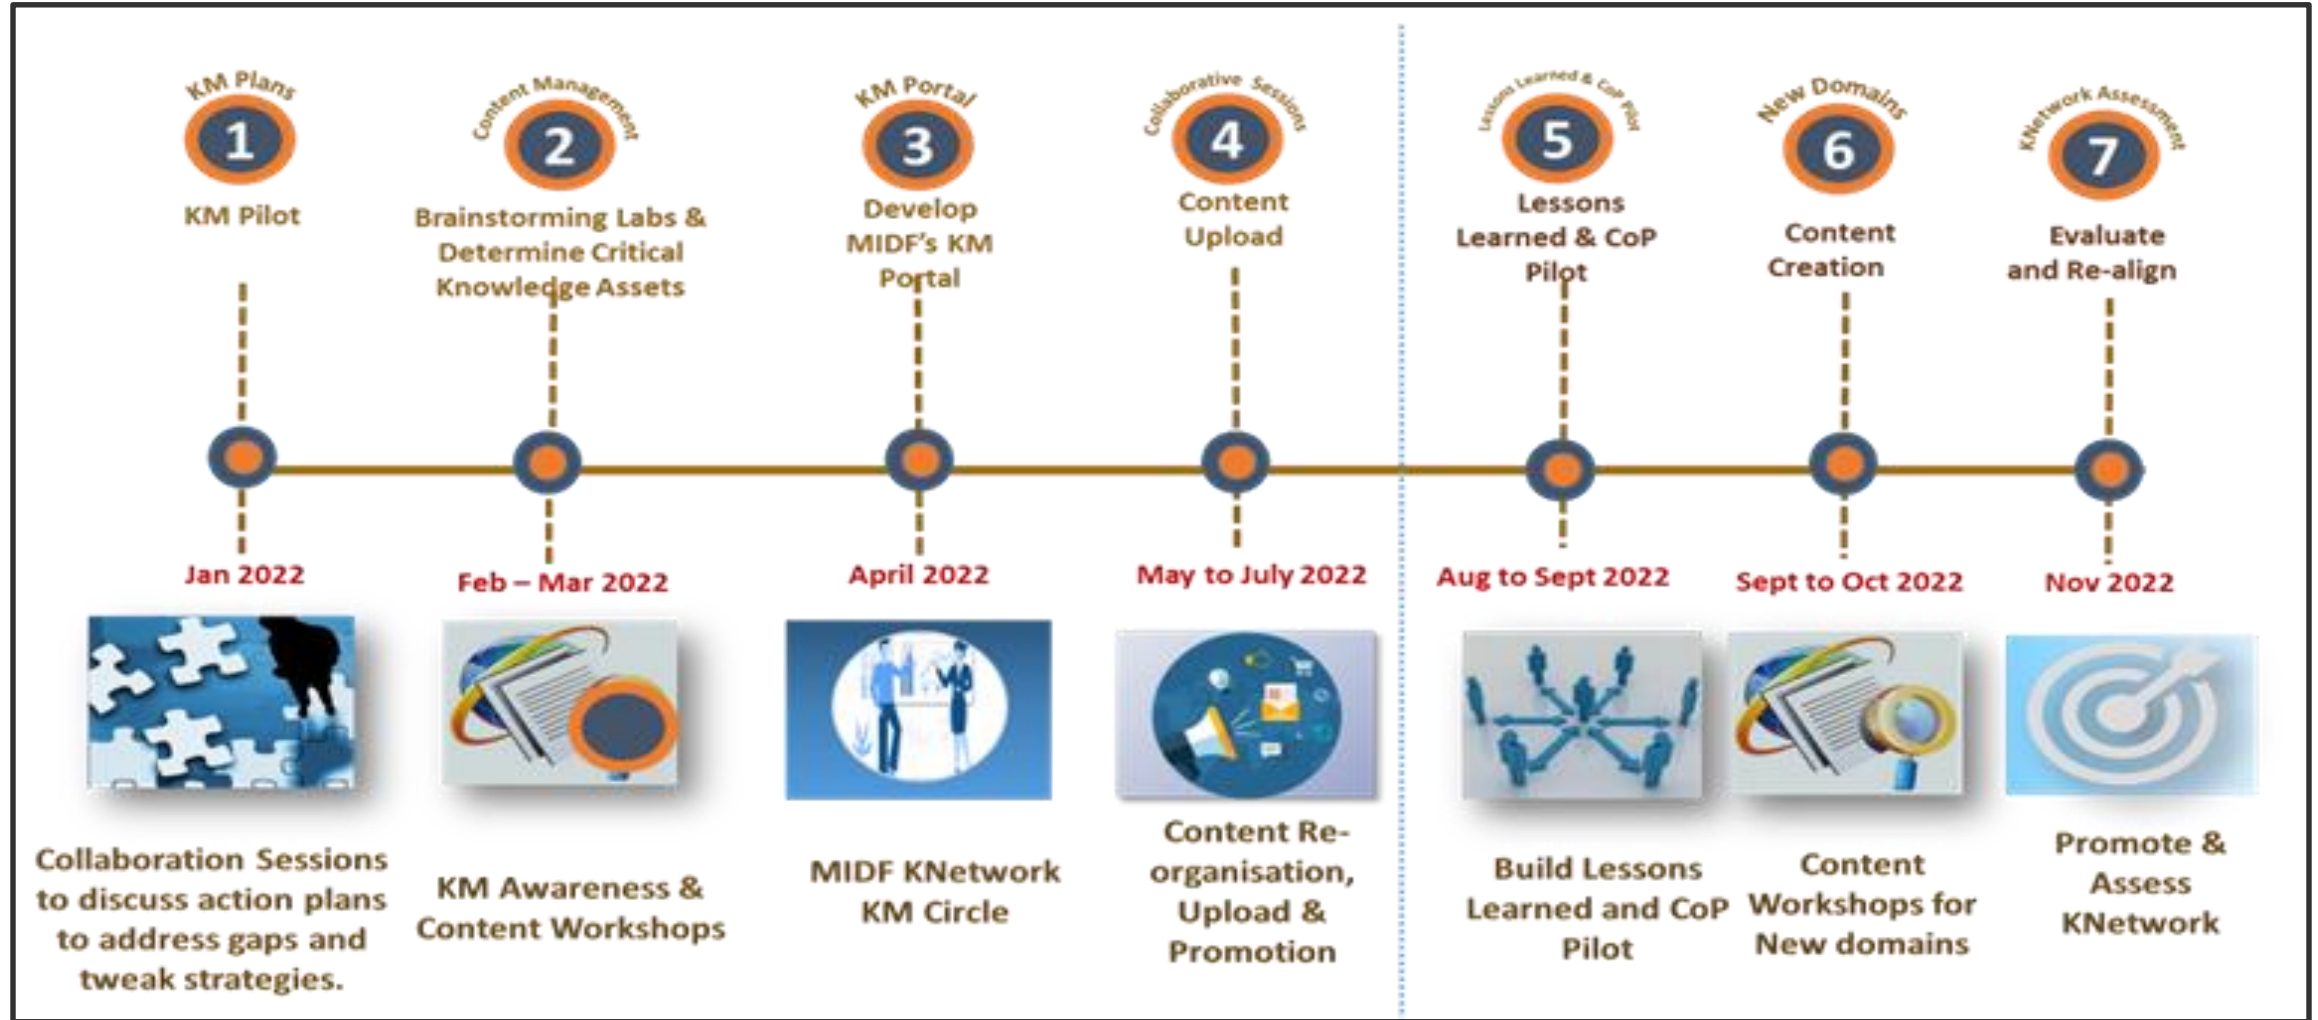 KM Plans
1
KM Pilot
Jan 2022
Collaboration Sessions
to discuss action plans
to address gaps and
tweak strategies.
Content Management
2
Brainstorming Labs &
Determine Critical
Knowledge Assets
Feb – Mar 2022
KM Awareness &
Content Workshops
KM Portal
3
Develop
MIDF's KM
Portal
April 2022
MIDF KNetwork
KM Circle
Collaborative Sessions
4
Content
Upload
May to July 2022
Content Re-
organisation,
Upload &
Promotion
Lessons Learned & CoP Pilot
5
Lessons
Learned & CoP
Pilot
Aug to Sept 2022
Build Lessons
Learned and CoP
Pilot
New Domains
6
Content
Creation
Sept to Oct 2022
Content
Workshops for
New domains
KNetwork Assessment
7
Evaluate
and Re-align
Nov 2022
Promote &
Assess
KNetwork